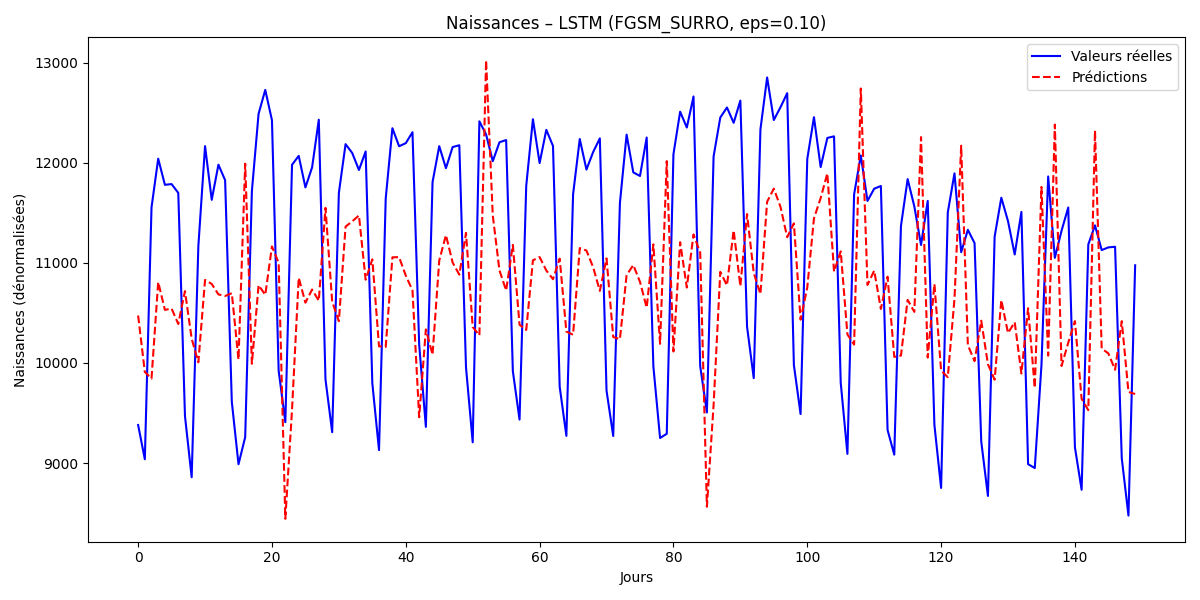 Naissances – LSTM (FGSM_SURRO, eps=0.10)
Valeurs réelles
Prédictions
Naissances (dénormalisées)
13000
12000
11000
10000
9000
0 20 40 60 80 100 120 140
Jours